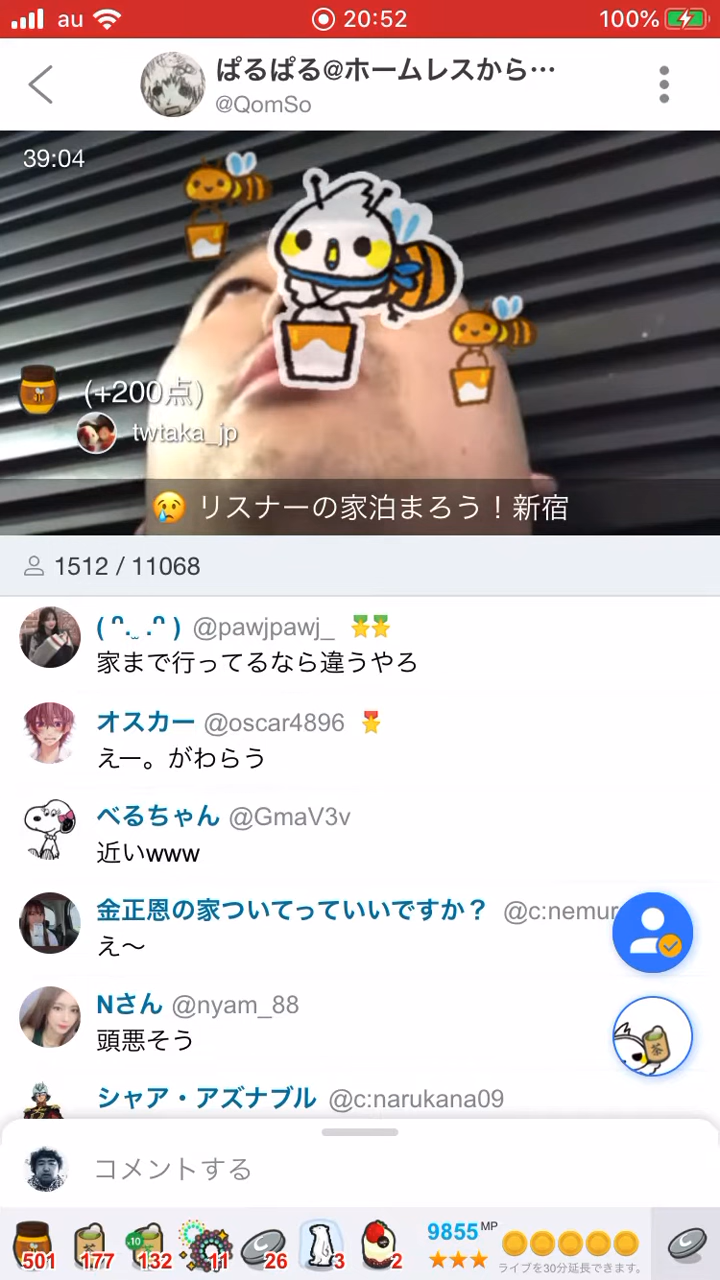 au 20:52 100%
ぱるぱる@ホームレスから…
@QomSo
39:04
(+200点)
twtaka_jp
😢 リスナーの家泊まろう！新宿
1512 / 11068
( ᐢ. ̫ .ᐢ ) @pawjpawj_
家まで行ってるなら違うやろ
オスカー @oscar4896
えー。がわらう
べるちゃん @GmaV3v
近いwww
金正恩の家ついてっていいですか？ @c:nemur
え〜
Nさん @nyam_88
頭悪そう
シャア・アズナブル @c:narukana09
茶
コメントする
501 177 ×10 132 11 26 3 2 9855MP
ライブを30分延長できます。